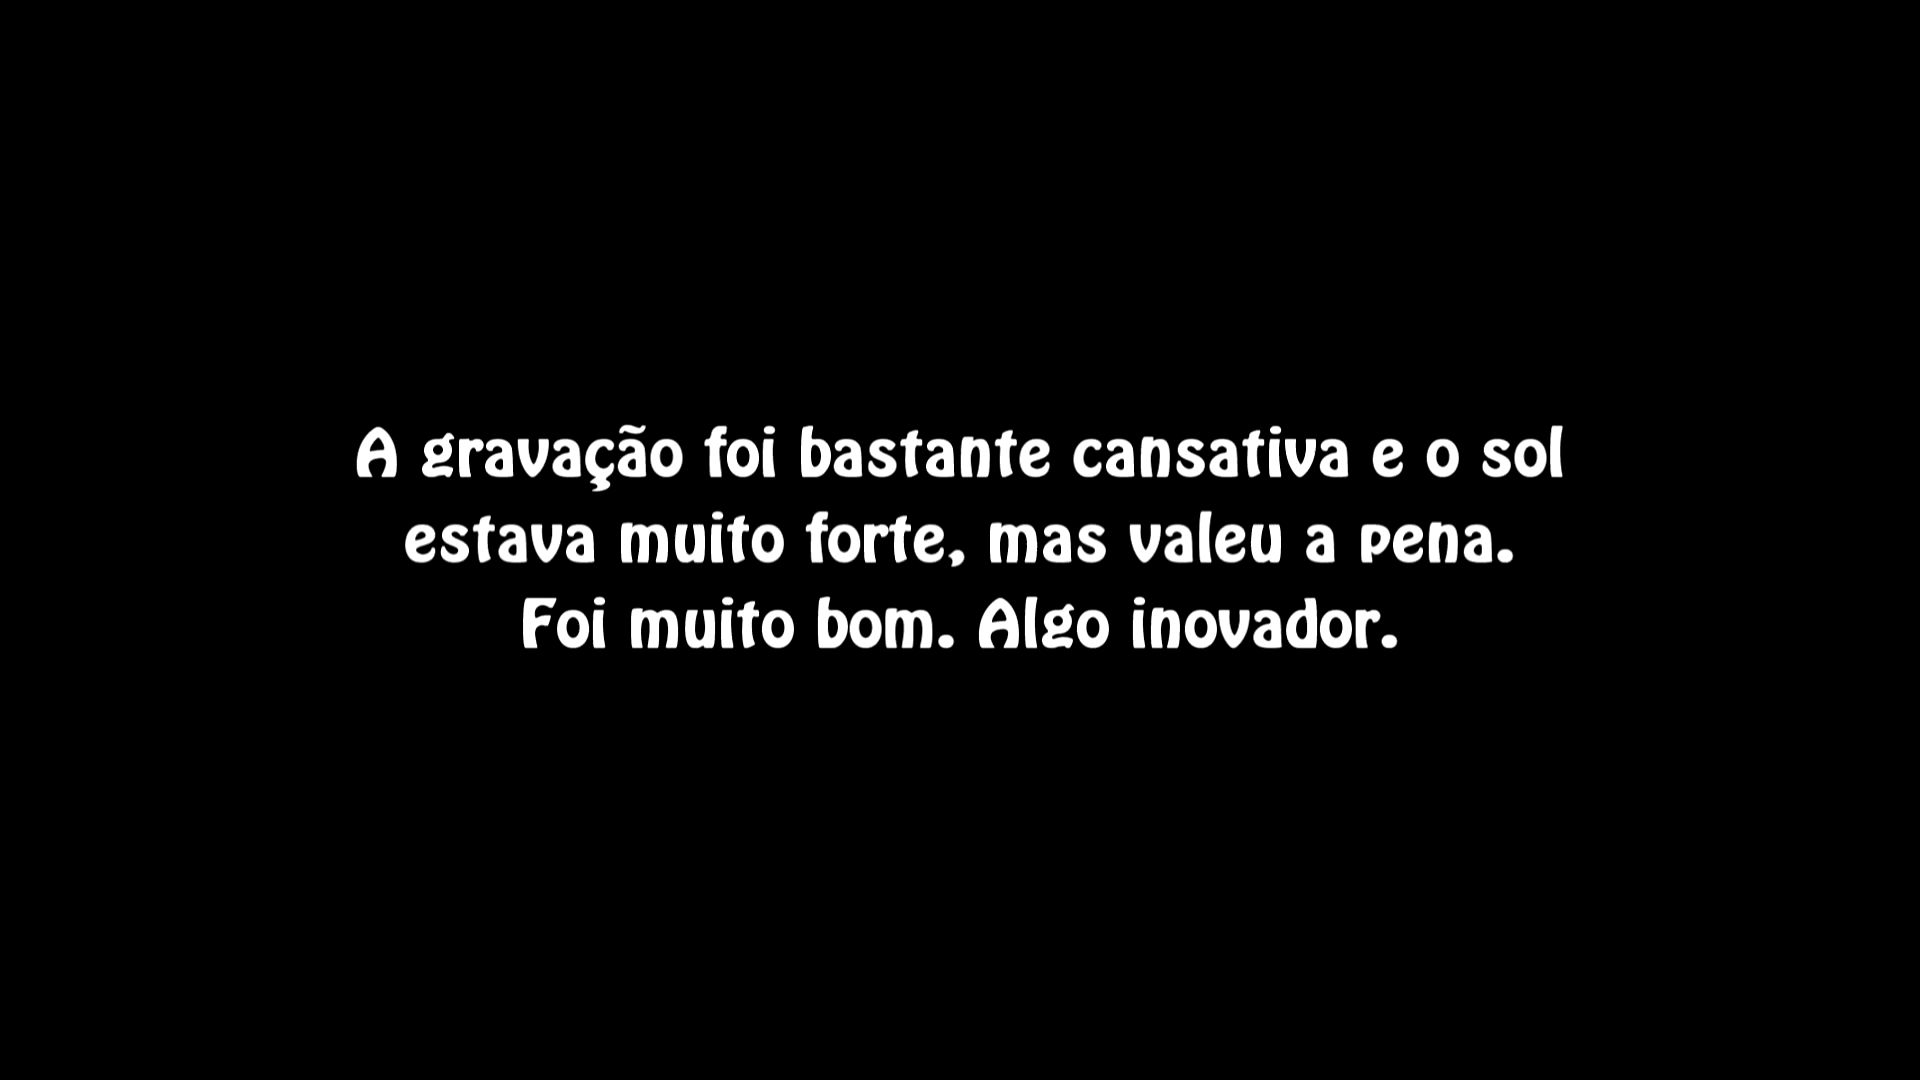 A gravação foi bastante cansativa e o sol
estava muito forte, mas valeu a pena.
Foi muito bom. Algo inovador.